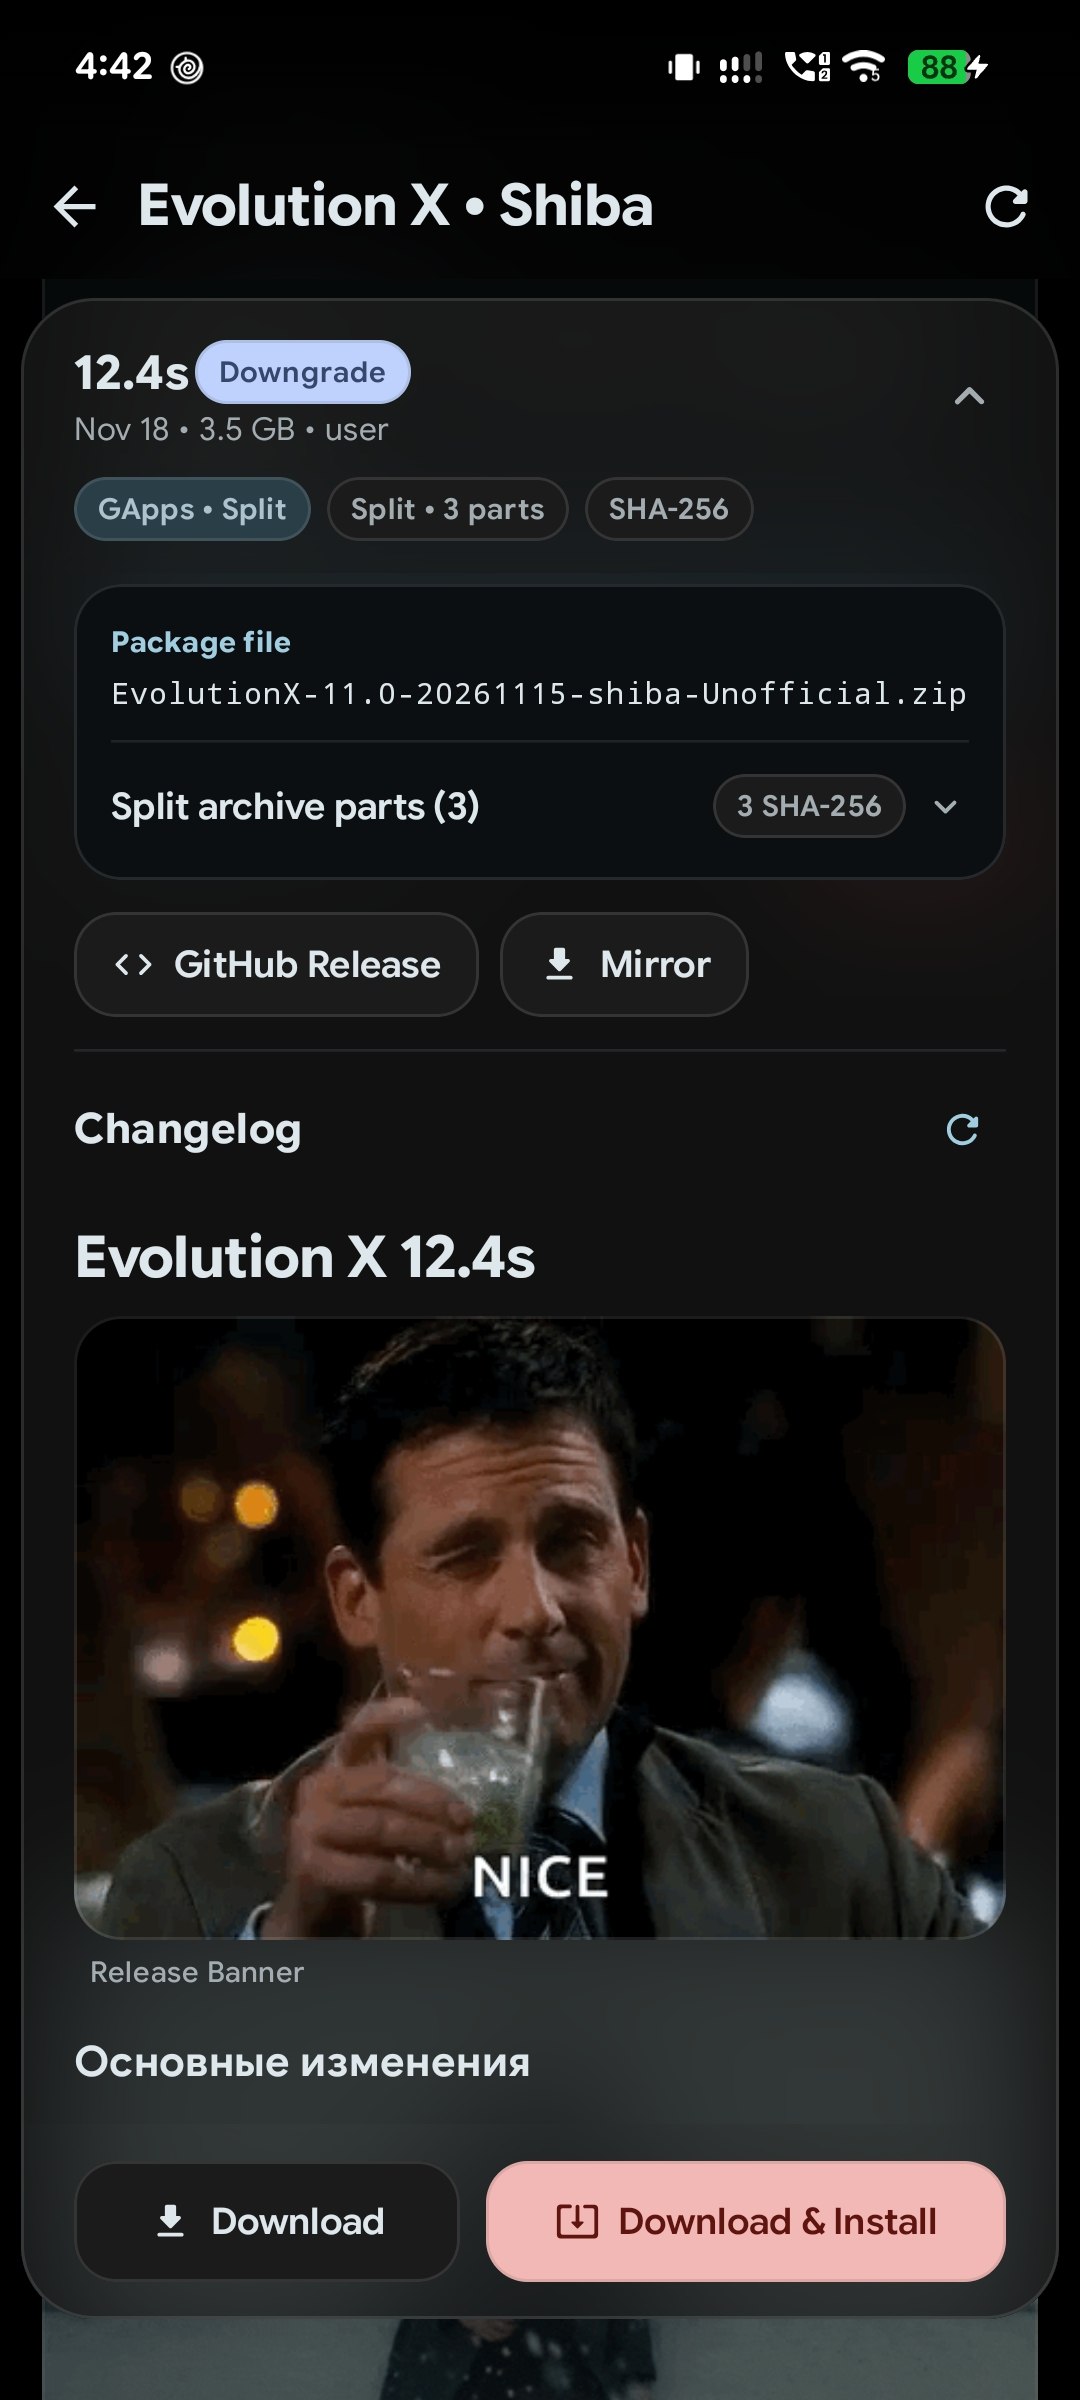 4:42
5
88
Evolution X • Shiba
12.4s Downgrade
Nov 18 • 3.5 GB • user
GApps • Split
Split • 3 parts
SHA-256
Package file
EvolutionX-11.0-20261115-shiba-Unofficial.zip
Split archive parts (3)
3 SHA-256
GitHub Release
Mirror
Changelog
Evolution X 12.4s
NICE
Release Banner
Основные изменения
Download
Download & Install